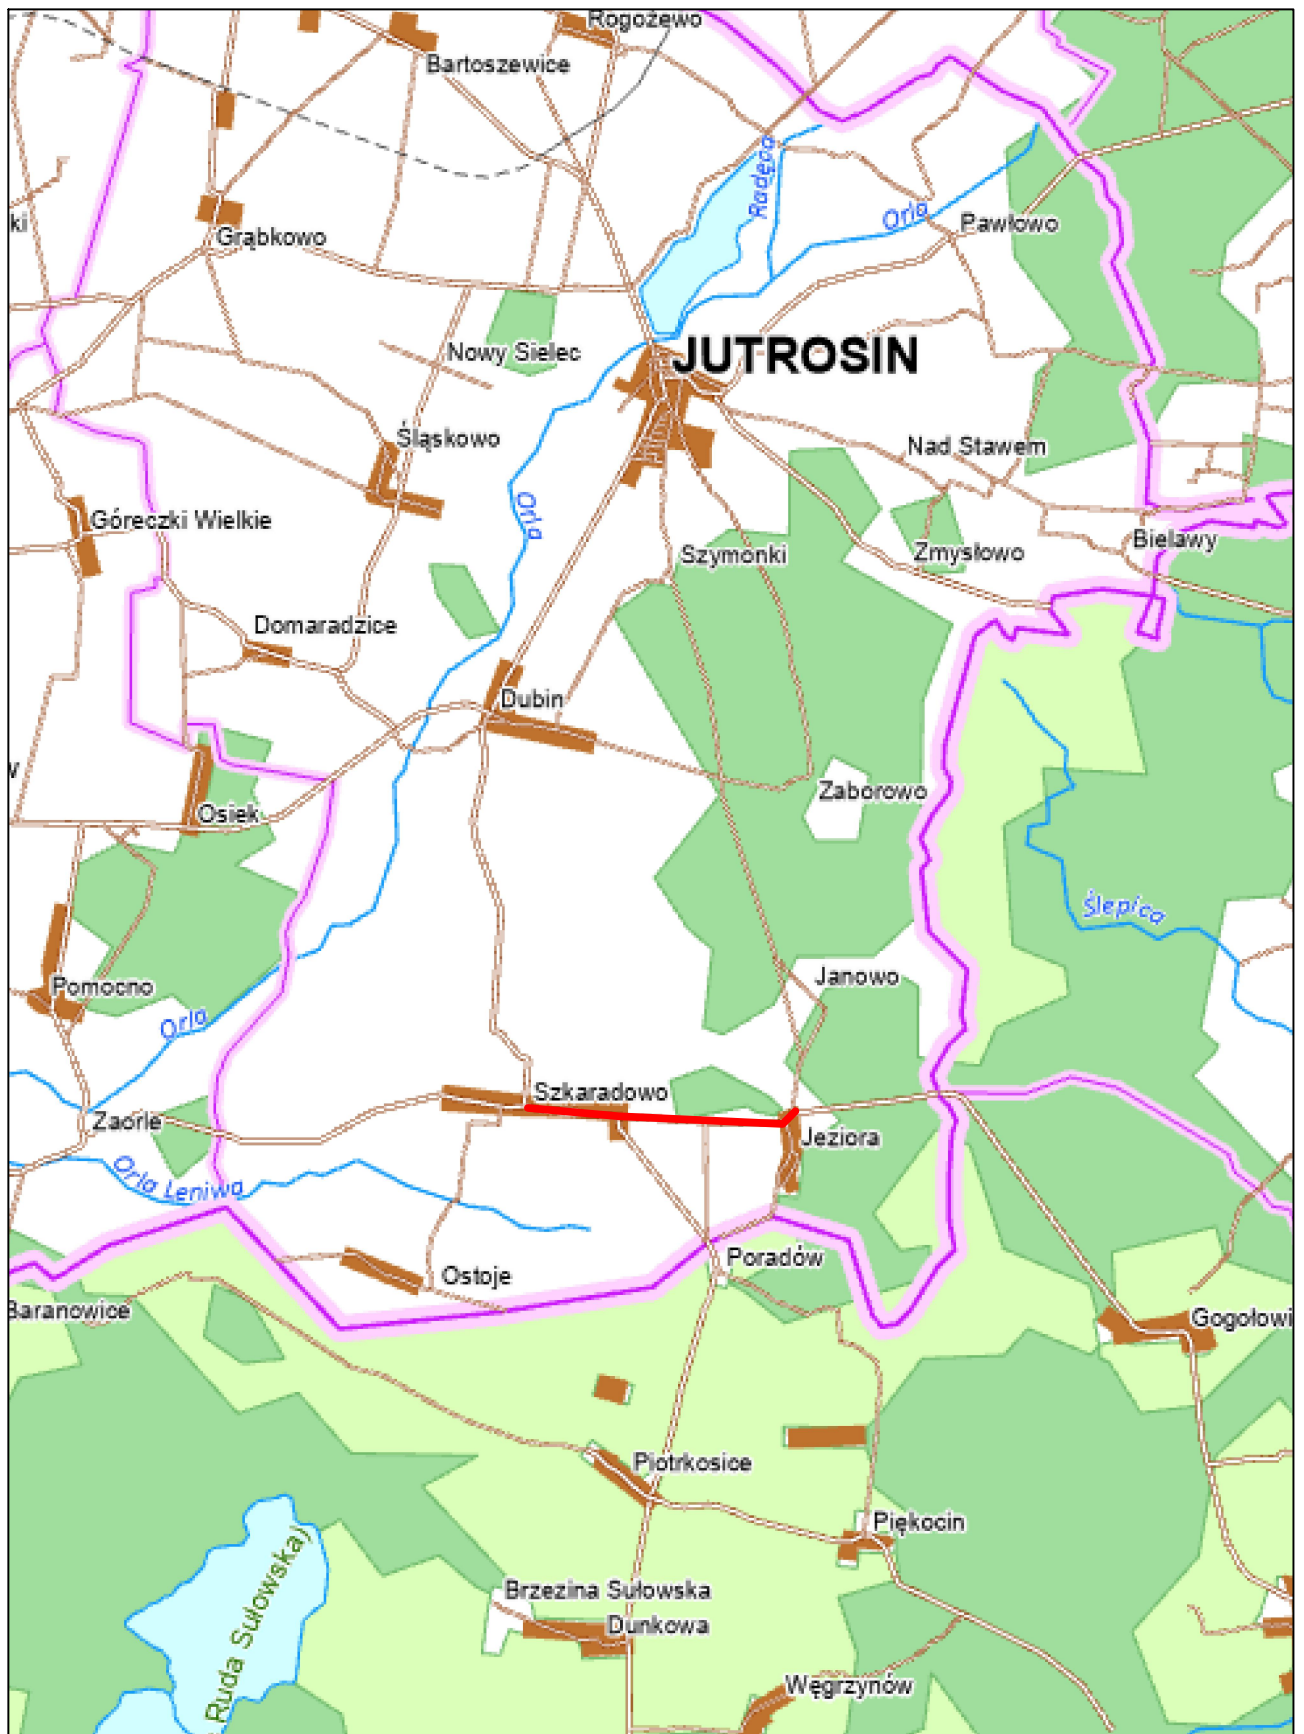 Rogożewo
Bartoszewice
Radęca
Orla
Pawłowo
ki
Grąbkowo
Nowy Sielec
JUTROSIN
Śląskowo
Nad Stawem
Góreczki Wielkie
Orla
Szymonki
Zmysłowo
Bielawy
Domaradzice
Dubin
Zaborowo
Osiek
Ślepica
Janowo
Pomocno
Orla
Szkaradowo
Zaorle
Jeziora
Orla Leniwa
Poradów
Ostoje
Baranowice
Gogołowi
Piotrkosice
Piękocin
Ruda Sułowskaj
Brzezina Sułowska
Dunkowa
Węgrzynów